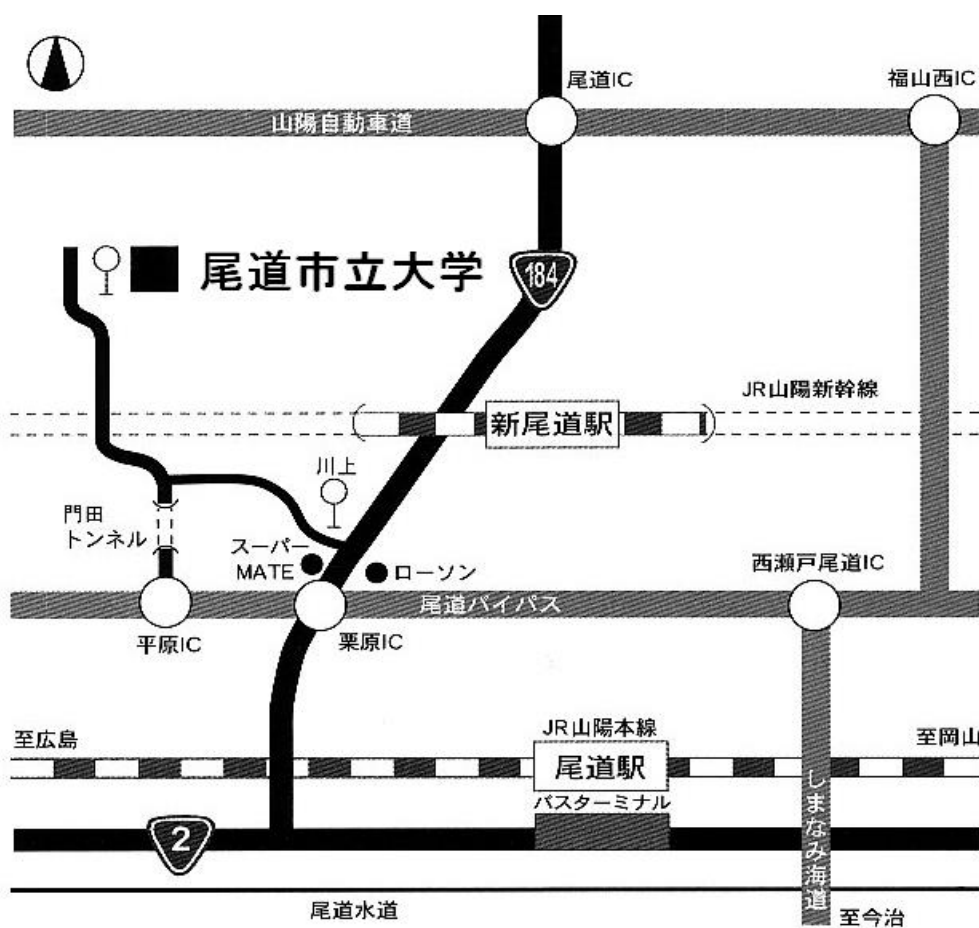 尾道IC
福山西IC
山陽自動車道
尾道市立大学
184
JR山陽新幹線
新尾道駅
川上
門田
トンネル
スーパー
MATE
ローソン
西瀬戸尾道IC
尾道バイパス
平原IC
栗原IC
至広島
JR山陽本線
至岡山
尾道駅
バスターミナル
しまなみ海道
2
尾道水道
至今治